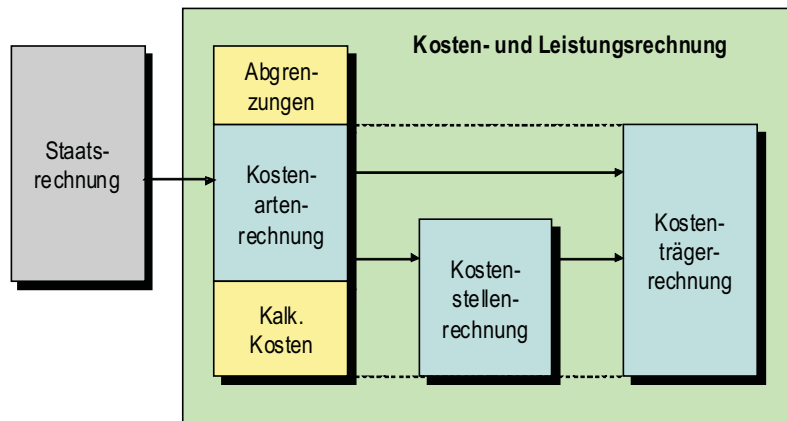 Kosten- und Leistungsrechnung
Staats-
rechnung
Abgren-
zungen
Kosten-
arten-
rechnung
Kalk.
Kosten
Kosten-
stellen-
rechnung
Kosten-
träger-
rechnung